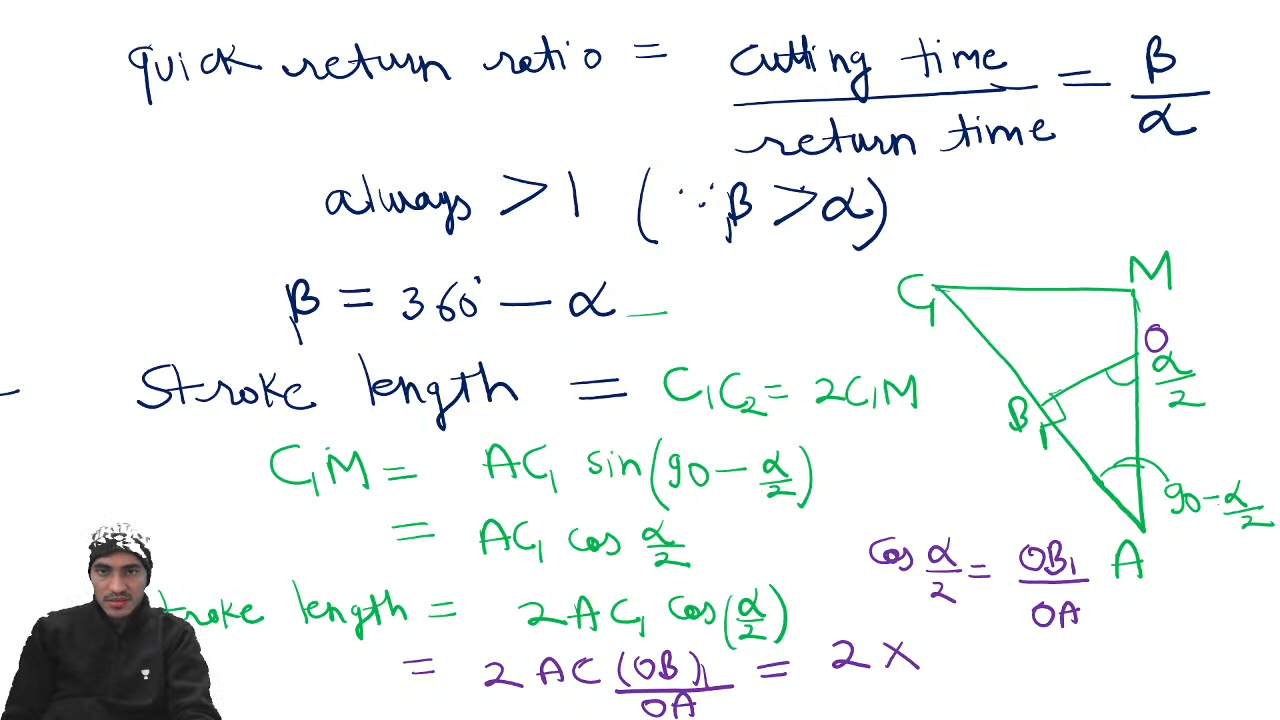 quick return ratio = cutting time / return time = β / α
always > 1 (∵ β > α)
β = 360° − α
Stroke length = C₁C₂ = 2C₁M
C₁M = AC₁ sin(90 − α/2)
= AC₁ cos α/2
stroke length = 2AC₁ cos(α/2)
= 2AC (OB₁) / OA = 2 ×
C₁ M
O
α/2
B₁
90 − α/2
A
cos α/2 = OB₁ / OA